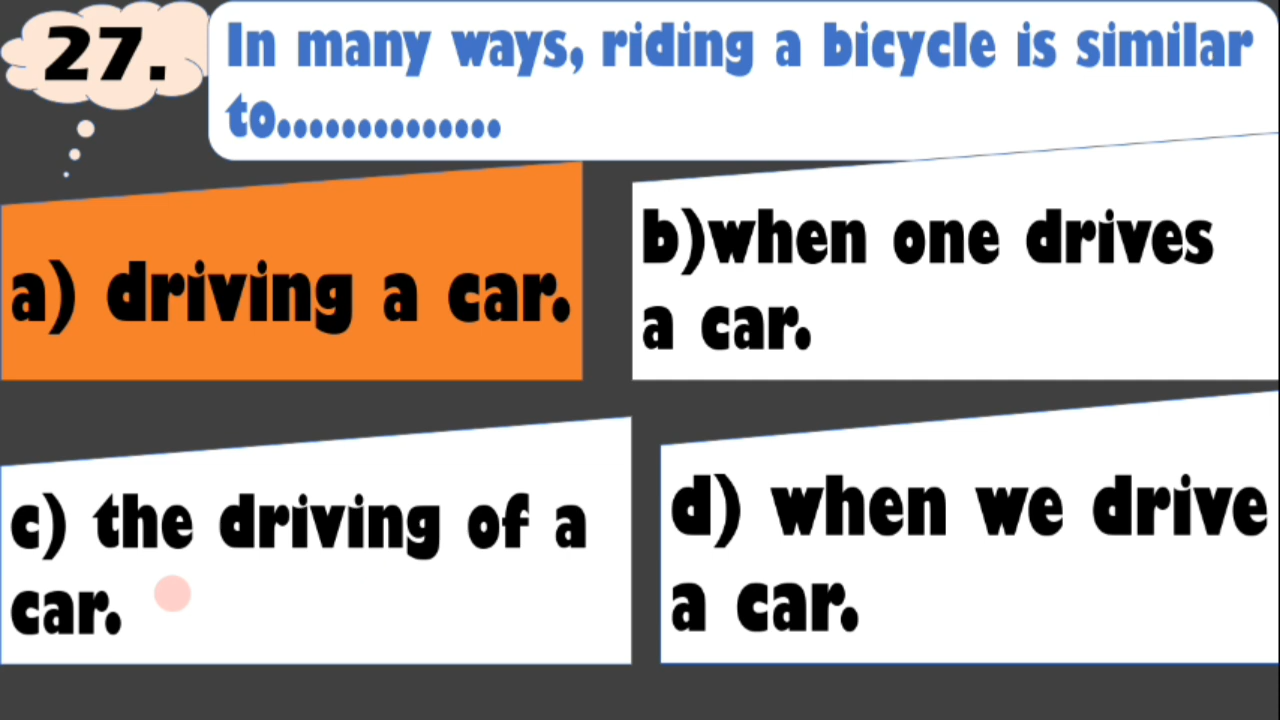 27.
In many ways, riding a bicycle is similar
to..............
a) driving a car.
b)when one drives
a car.
c) the driving of a
car.
d) when we drive
a car.